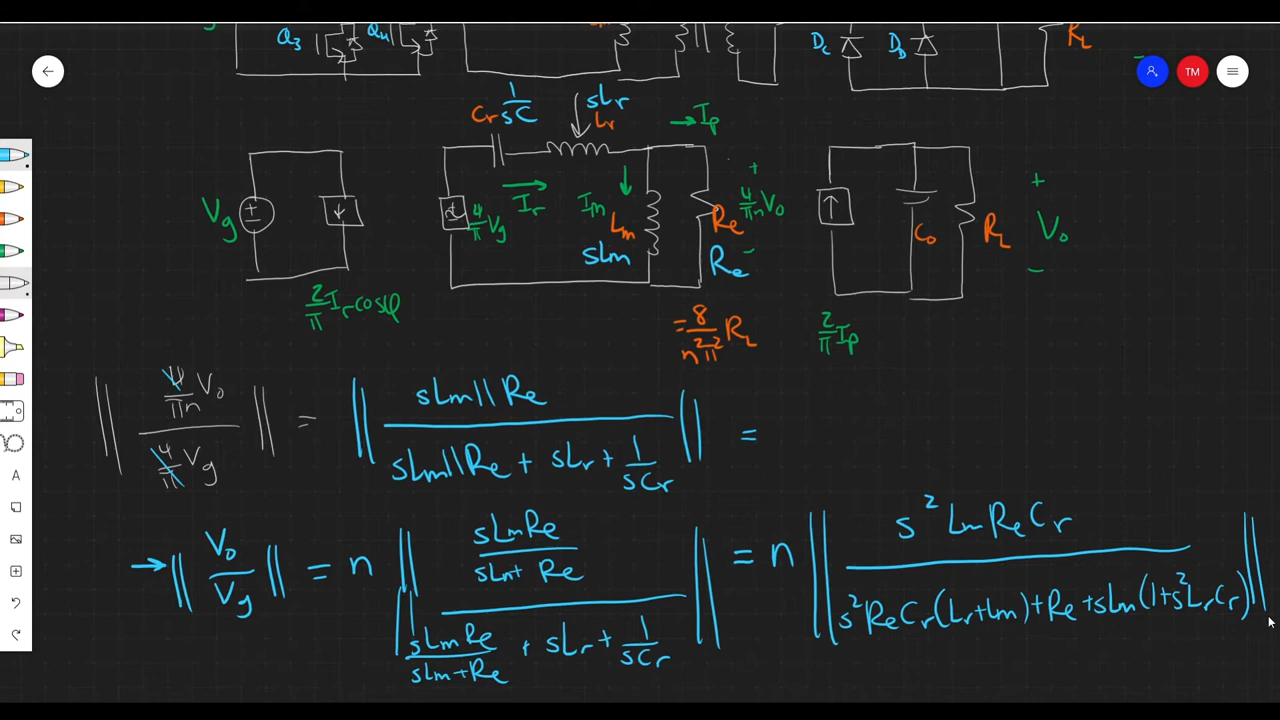 Q3 Q4 Dc DD RL
Cr 1/sC sLr Lr → Ip
Vg + - 4/π Vg Ir Im Lm sLm Re Re + 4/πn Vo - Co RL + Vo -
2/π Ir cosφ = 8/n²π² RL 2/π Ip
‖ (4/πn Vo) / (4/π Vg) ‖ = ‖ (sLm||Re) / (sLm||Re + sLr + 1/sCr) ‖ =
→ ‖ Vo/Vg ‖ = n ‖ (sLmRe / sLm+Re) / (sLmRe / sLm+Re + sLr + 1/sCr) ‖ = n ‖ s²LmReCr / s²ReCr(Lr+Lm)+Re+sLm(1+s²LrCr) ‖
TM
A